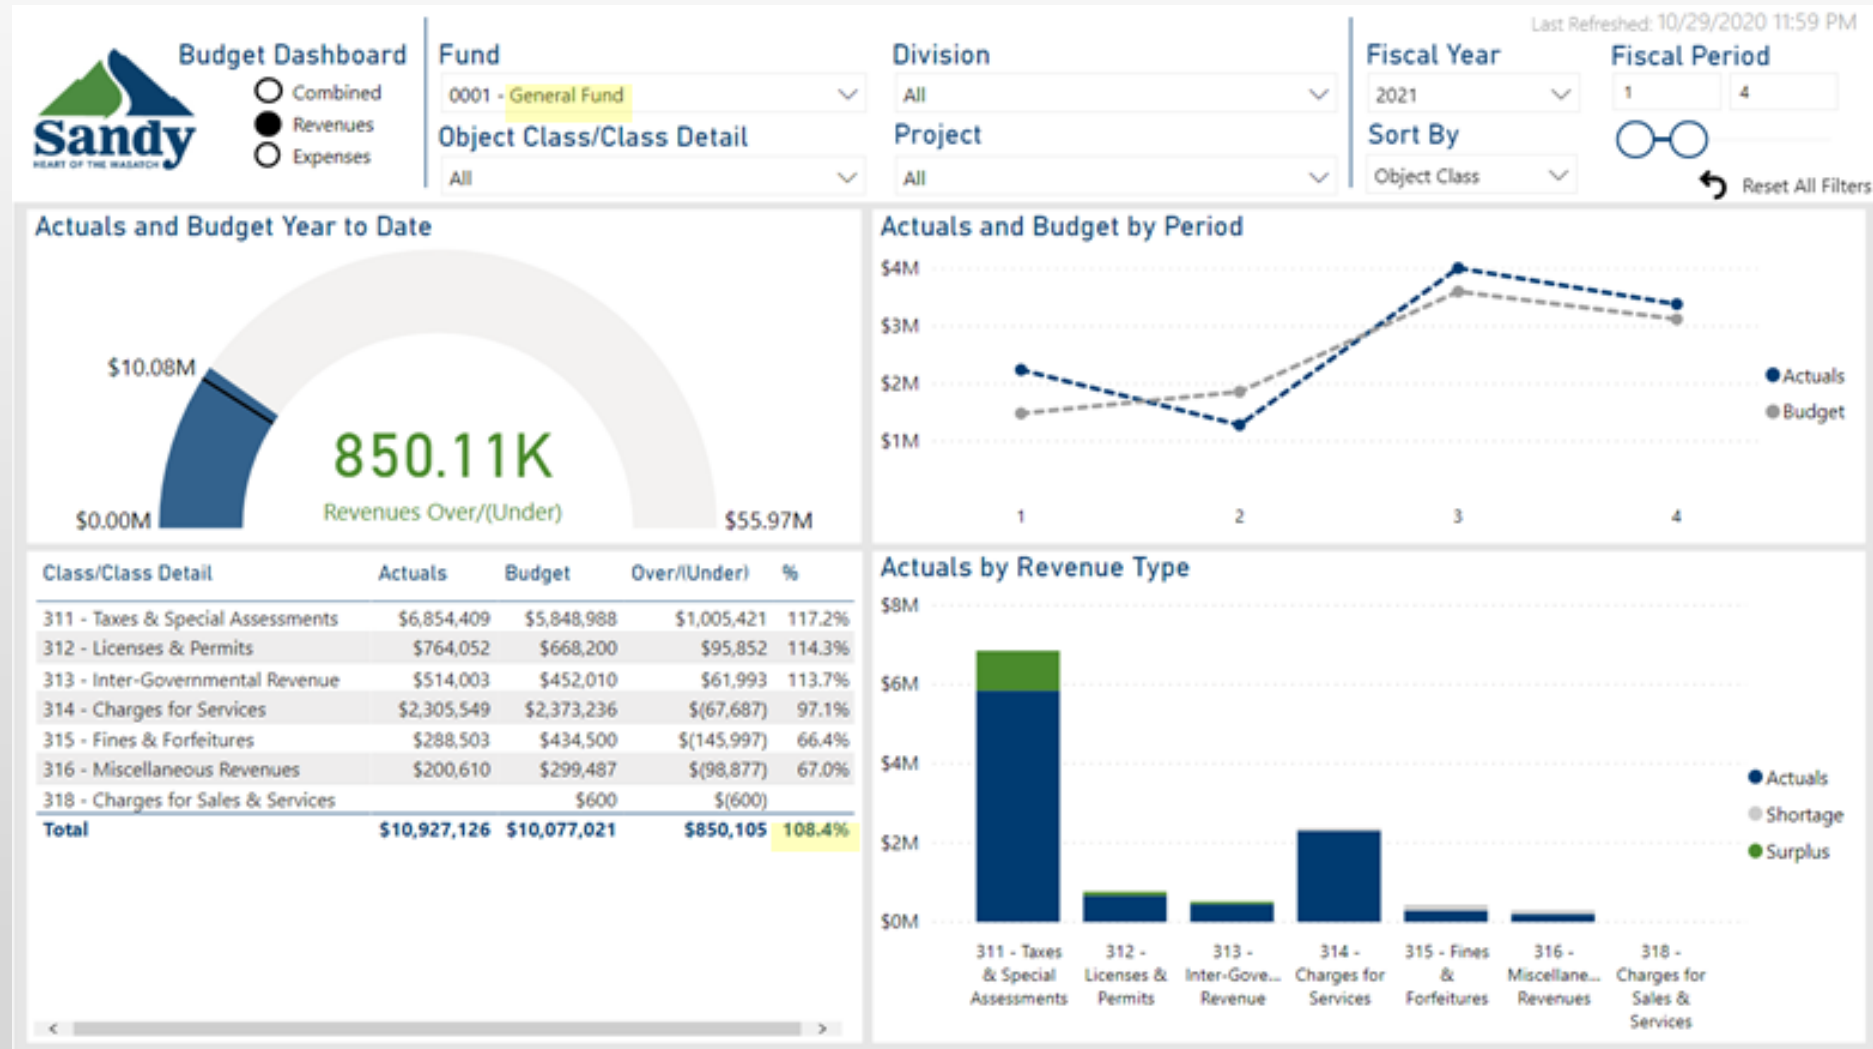 Last Refreshed: 10/29/2020 11:59 PM
Sandy
HEART OF THE WASATCH
Budget Dashboard
Combined
Revenues
Expenses
Fund
0001 - General Fund
Object Class/Class Detail
All
Division
All
Project
All
Fiscal Year
2021
Sort By
Object Class
Fiscal Period
1 4
Reset All Filters
Actuals and Budget Year to Date
$10.08M
850.11K
Revenues Over/(Under)
$0.00M
$55.97M
Actuals and Budget by Period
$4M
$3M
$2M
$1M
1 2 3 4
Actuals
Budget
Class/Class Detail Actuals Budget Over/(Under) %
311 - Taxes & Special Assessments $6,854,409 $5,848,988 $1,005,421 117.2%
312 - Licenses & Permits $764,052 $668,200 $95,852 114.3%
313 - Inter-Governmental Revenue $514,003 $452,010 $61,993 113.7%
314 - Charges for Services $2,305,549 $2,373,236 $(67,687) 97.1%
315 - Fines & Forfeitures $288,503 $434,500 $(145,997) 66.4%
316 - Miscellaneous Revenues $200,610 $299,487 $(98,877) 67.0%
318 - Charges for Sales & Services $600 $(600)
Total $10,927,126 $10,077,021 $850,105 108.4%
Actuals by Revenue Type
$8M
$6M
$4M
$2M
$0M
311 - Taxes
& Special
Assessments
312 -
Licenses &
Permits
313 -
Inter-Gove...
Revenue
314 -
Charges for
Services
315 - Fines
&
Forfeitures
316 -
Miscellane...
Revenues
318 -
Charges for
Sales &
Services
Actuals
Shortage
Surplus